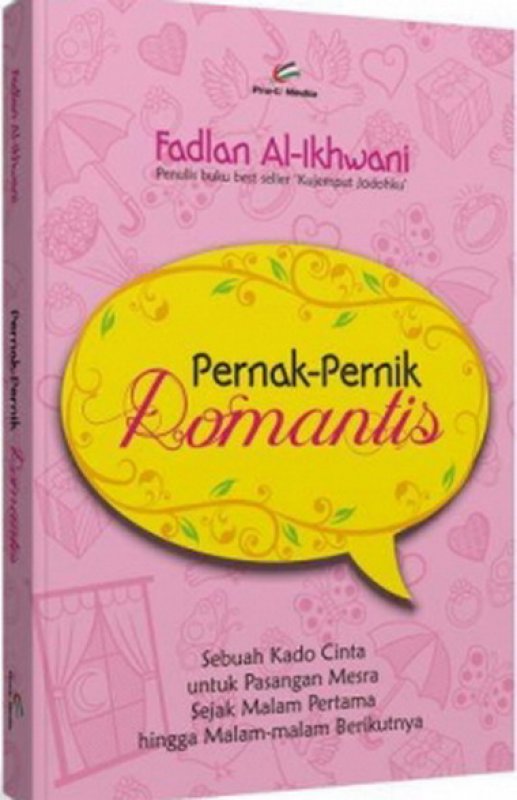 Pro-U Media
Fadlan Al-Ikhwani
Penulis buku best seller "Kujemput Jodohku"
Pernak-Pernik
Romantis
Sebuah Kado Cinta
untuk Pasangan Mesra
Sejak Malam Pertama
hingga Malam-malam Berikutnya
Fadlan Al-Ikhwani
Pernak-Pernik Romantis